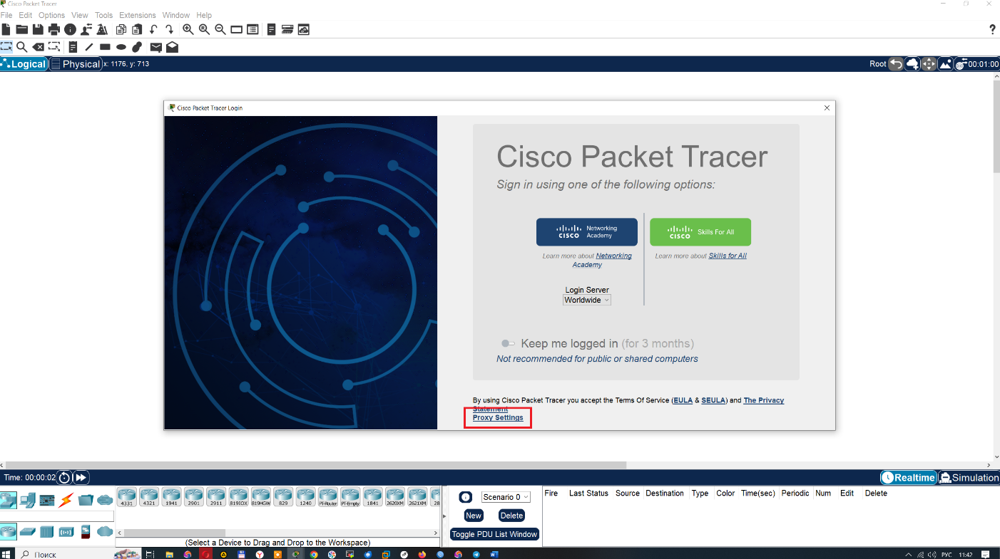 Cisco Packet Tracer
File Edit Options View Tools Extensions Window Help
?
Logical Physical x: 1176, y: 713 Root 00:01:00
Cisco Packet Tracer Login
Cisco Packet Tracer
Sign in using one of the following options:
CISCO Networking Academy
CISCO Skills For All
Learn more about Networking Academy
Learn more about Skills for All
Login Server
Worldwide
Keep me logged in (for 3 months)
Not recommended for public or shared computers
By using Cisco Packet Tracer you accept the Terms Of Service (EULA & SEULA) and The Privacy
Statement
Proxy Settings
Time: 00:00:02 Realtime Simulation
4331 4321 1941 2901 2911 819IOX 819HGW 829 1240 PT-Router PT-Empty 1841 2620XM 2621XM 28
Scenario 0
New Delete
Toggle PDU List Window
Fire Last Status Source Destination Type Color Time(sec) Periodic Num Edit Delete
(Select a Device to Drag and Drop to the Workspace)
Поиск РУС 11:42